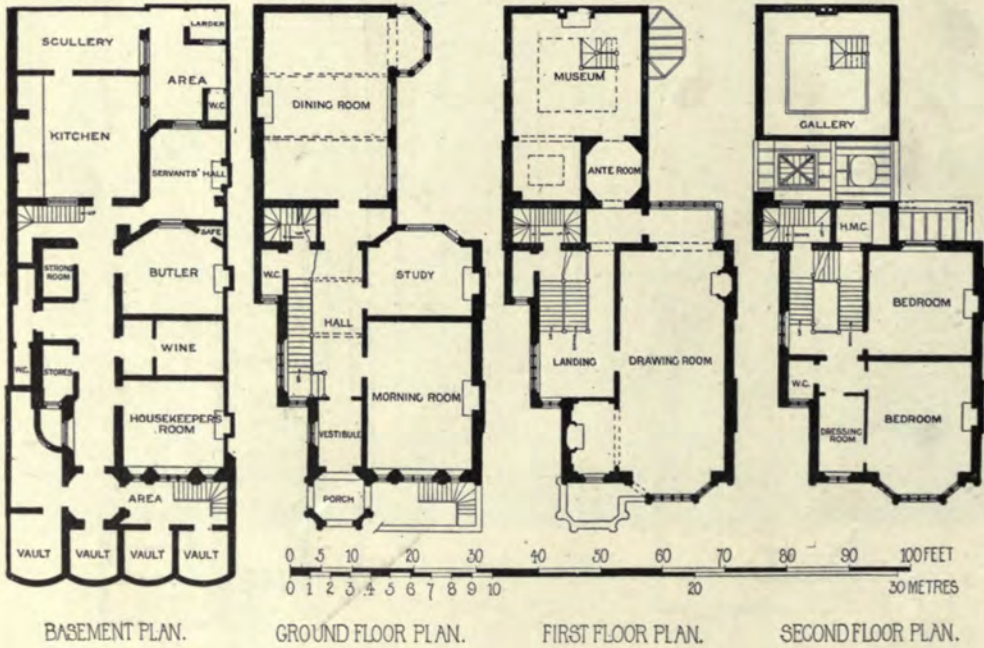 SCULLERY
LARDER
AREA
W.C.
KITCHEN
SERVANTS' HALL
SAFE
STRONG
ROOM
BUTLER
WINE
W.C.
STORES
HOUSEKEEPERS
ROOM
AREA
VAULT
VAULT
VAULT
VAULT
BASEMENT PLAN.
DINING ROOM
W.C.
STUDY
HALL
MORNING ROOM
VESTIBULE
PORCH
GROUND FLOOR PLAN.
MUSEUM
ANTE ROOM
LANDING
DRAWING ROOM
FIRST FLOOR PLAN.
GALLERY
H.M.C.
BEDROOM
W.C.
DRESSING
ROOM
BEDROOM
SECOND FLOOR PLAN.
0 5 10 20 30 40 50 60 70 80 90 100 FEET
0 1 2 3 4 5 6 7 8 9 10 20 30 METRES